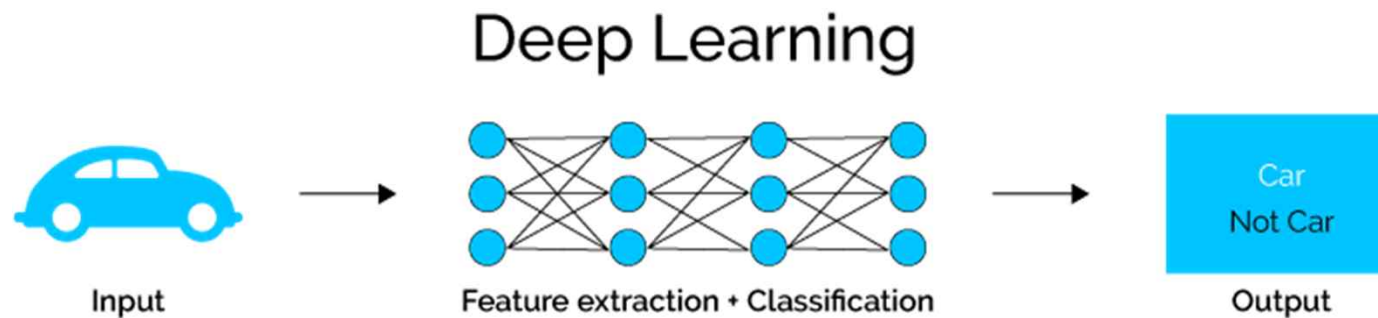 Deep Learning
Car
Not Car
Input
Feature extraction + Classification
Output